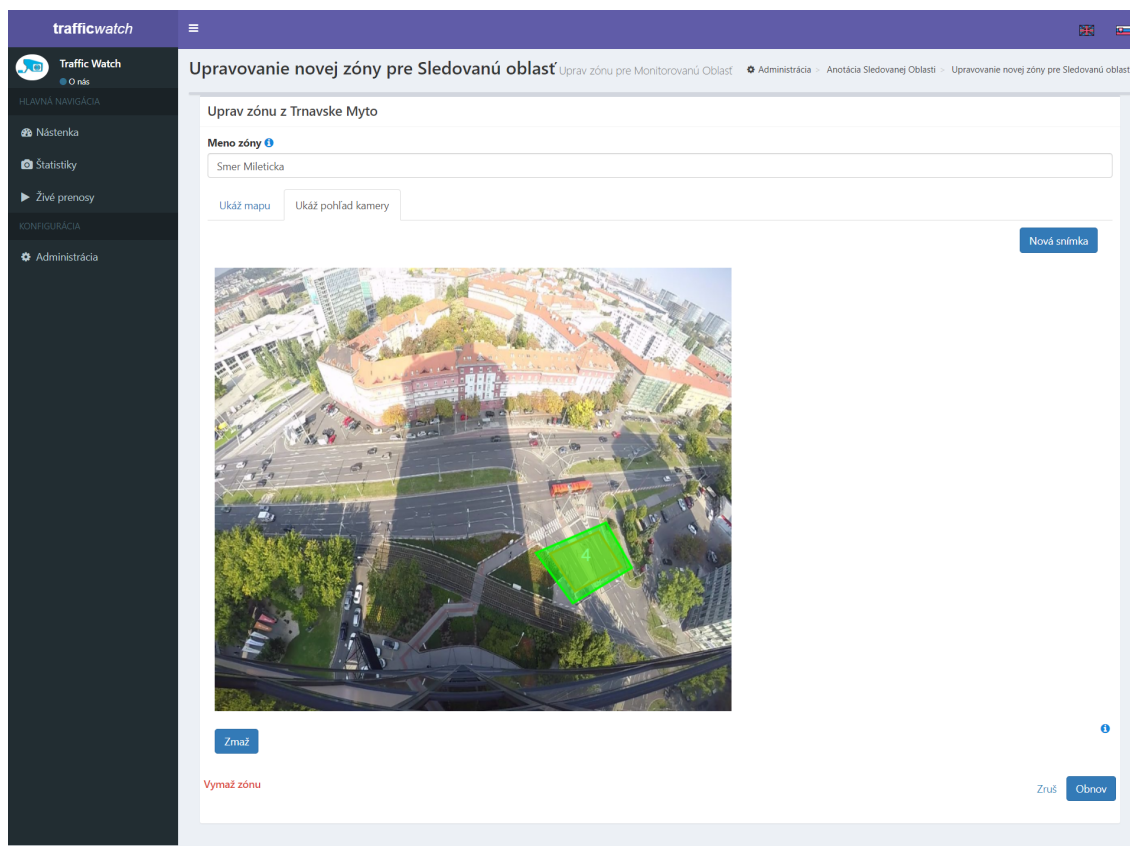 trafficwatch
Traffic Watch
O nás
HLAVNÁ NAVIGÁCIA
Nástenka
Štatistiky
Živé prenosy
KONFIGURÁCIA
Administrácia
Upravovanie novej zóny pre Sledovanú oblasť Uprav zónu pre Monitorovanú Oblasť
Administrácia > Anotácia Sledovanej Oblasti > Upravovanie novej zóny pre Sledovanú oblasť
Uprav zónu z Trnavske Myto
Meno zóny
Smer Mileticka
Ukáž mapu Ukáž pohľad kamery
Nová snímka
4
Zmaž
Vymaž zónu
Zruš Obnov